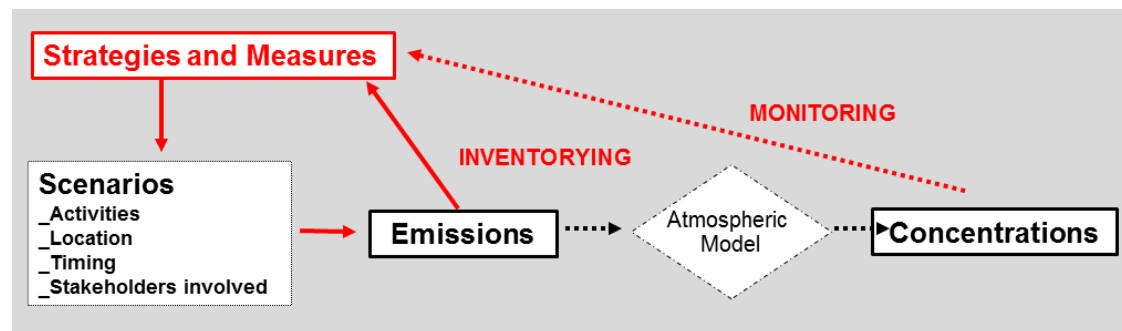 Strategies and Measures
MONITORING
INVENTORYING
Scenarios
_Activities
_Location
_Timing
_Stakeholders involved
Emissions
Atmospheric
Model
Concentrations